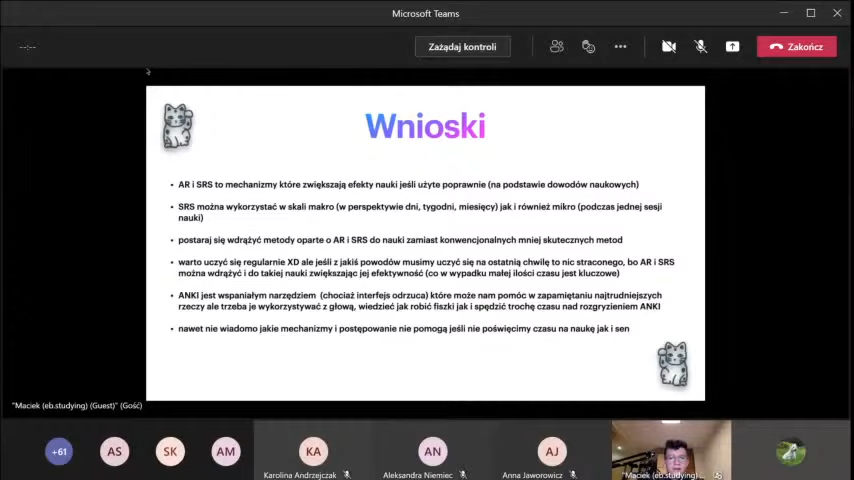 Microsoft Teams
--:--
Zażądaj kontroli
Zakończ
Wnioski
• AR i SRS to mechanizmy które zwiększają efekty nauki jeśli użyte poprawnie (na podstawie dowodów naukowych)
• SRS można wykorzystać w skali makro (w perspektywie dni, tygodni, miesięcy) jak i również mikro (podczas jednej sesji
nauki)
• postaraj się wdrążyć metody oparte o AR i SRS do nauki zamiast konwencjonalnych mniej skutecznych metod
• warto uczyć się regularnie XD ale jeśli z jakiś powodów musimy uczyć się na ostatnią chwilę to nic straconego, bo AR i SRS
można wdrążyć i do takiej nauki zwiększając jej efektywność (co w wypadku małej ilości czasu jest kluczowe)
• ANKI jest wspaniałym narzędziem (chociaż interfejs odrzuca) które może nam pomóc w zapamiętaniu najtrudniejszych
rzeczy ale trzeba je wykorzystywać z głową, wiedzieć jak robić fiszki jak i spędzić trochę czasu nad rozgryzieniem ANKI
• nawet nie wiadomo jakie mechanizmy i postępowanie nie pomogą jeśli nie poświęcimy czasu na naukę jak i sen
"Maciek (eb.studying) (Guest)" (Gość)
+61
AS
SK
AM
KA
AN
AJ
Karolina Andrzejczak
Aleksandra Niemiec
Anna Jaworowicz
"Maciek (eb.studying)...